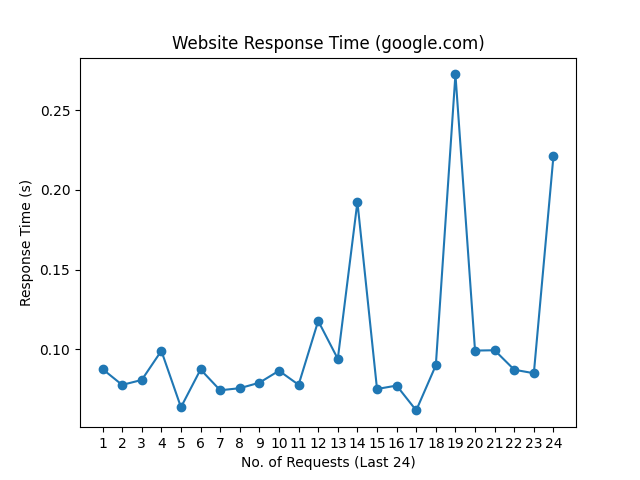 Website Response Time (google.com)
0.25
0.20
0.15
0.10
Response Time (s)
1 2 3 4 5 6 7 8 9 10 11 12 13 14 15 16 17 18 19 20 21 22 23 24
No. of Requests (Last 24)